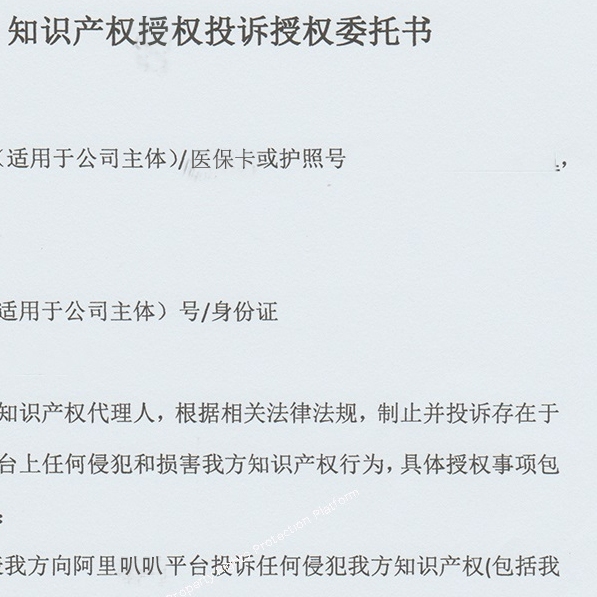 知识产权授权投诉授权委托书
（适用于公司主体）/医保卡或护照号 ，
适用于公司主体）号/身份证
知识产权代理人，根据相关法律法规，制止并投诉存在于
台上任何侵犯和损害我方知识产权行为，具体授权事项包
：
我方向阿里叭叭平台投诉任何侵犯我方知识产权(包括我
Protection Platform